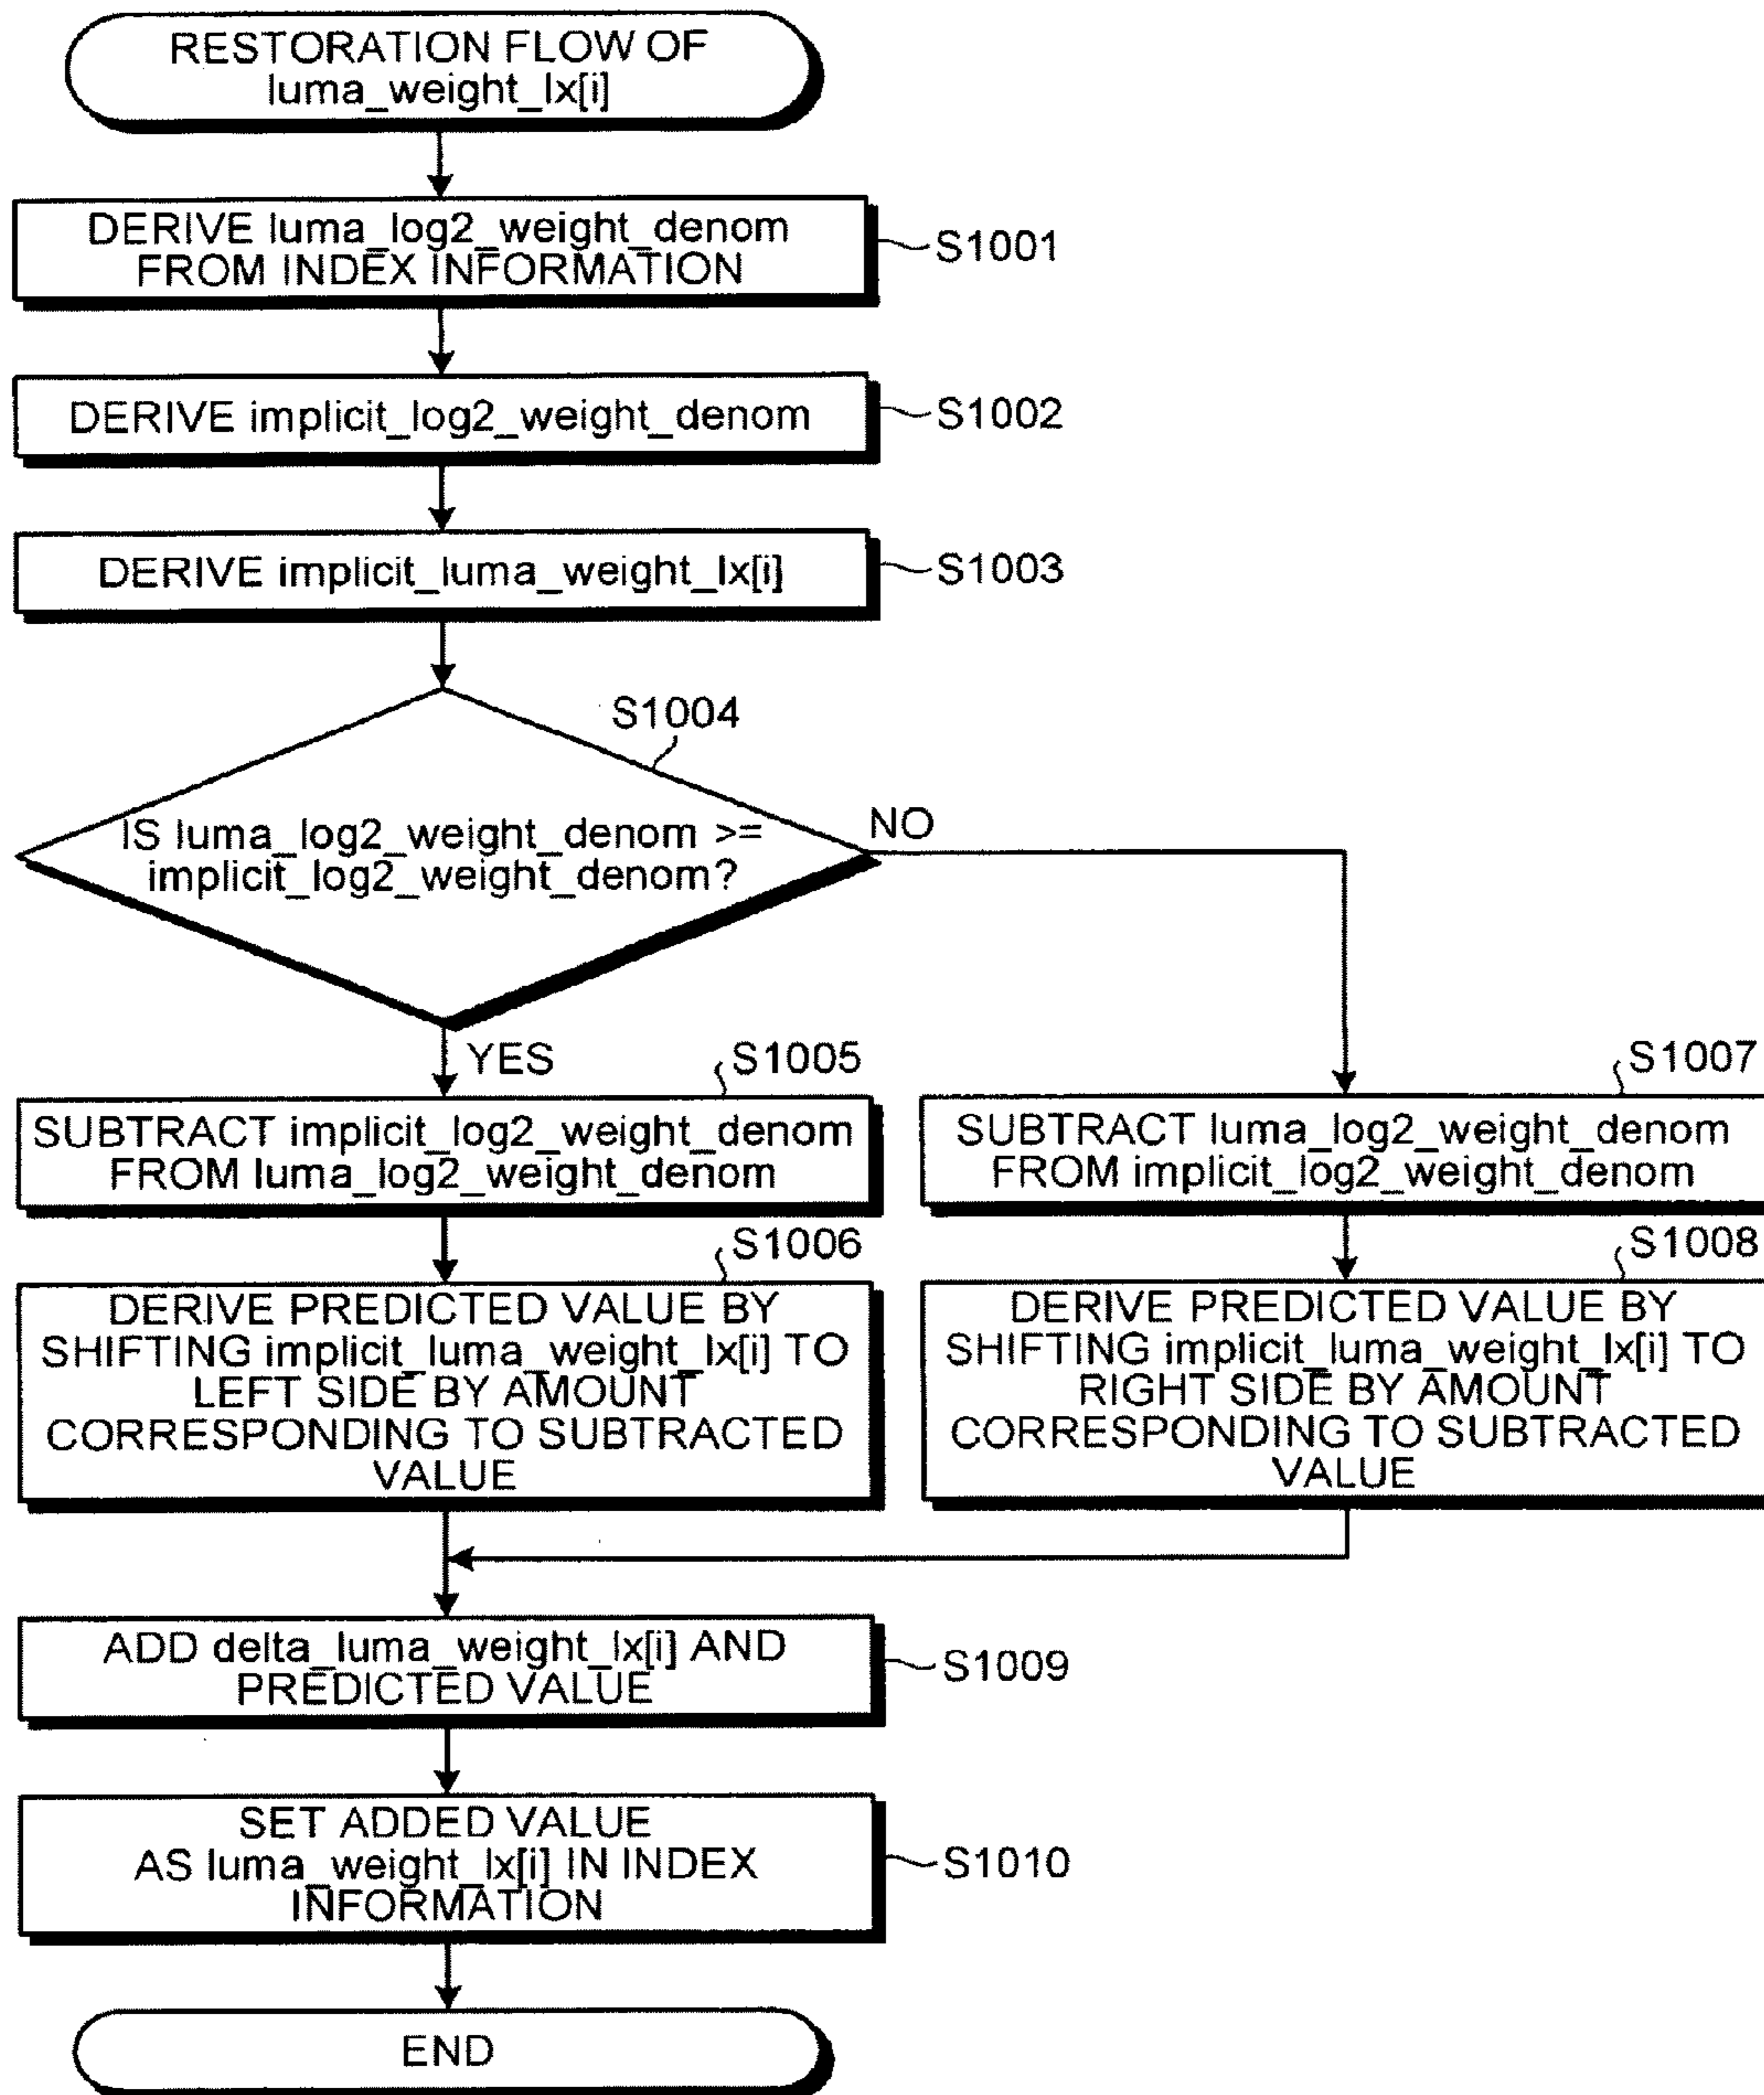 RESTORATION FLOW OF
luma_weight_lx[i]
DERIVE luma_log2_weight_denom
FROM INDEX INFORMATION
S1001
DERIVE implicit_log2_weight_denom
S1002
DERIVE implicit_luma_weight_lx[i]
S1003
S1004
IS luma_log2_weight_denom >=
implicit_log2_weight_denom?
NO
YES
S1005
SUBTRACT implicit_log2_weight_denom
FROM luma_log2_weight_denom
S1007
SUBTRACT luma_log2_weight_denom
FROM implicit_log2_weight_denom
S1006
DERIVE PREDICTED VALUE BY
SHIFTING implicit_luma_weight_lx[i] TO
LEFT SIDE BY AMOUNT
CORRESPONDING TO SUBTRACTED
VALUE
S1008
DERIVE PREDICTED VALUE BY
SHIFTING implicit_luma_weight_lx[i] TO
RIGHT SIDE BY AMOUNT
CORRESPONDING TO SUBTRACTED
VALUE
ADD delta_luma_weight_lx[i] AND
PREDICTED VALUE
S1009
SET ADDED VALUE
AS luma_weight_lx[i] IN INDEX
INFORMATION
S1010
END